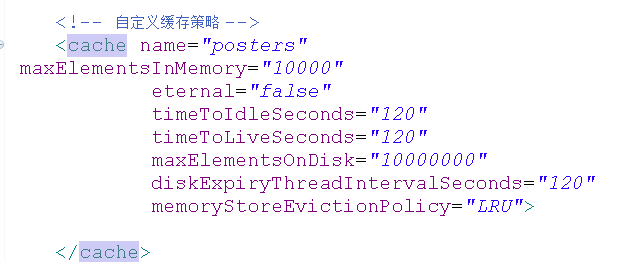 <!-- 自定义缓存策略 -->
<cache name="posters"
maxElementsInMemory="10000"
eternal="false"
timeToIdleSeconds="120"
timeToLiveSeconds="120"
maxElementsOnDisk="10000000"
diskExpiryThreadIntervalSeconds="120"
memoryStoreEvictionPolicy="LRU">
</cache>